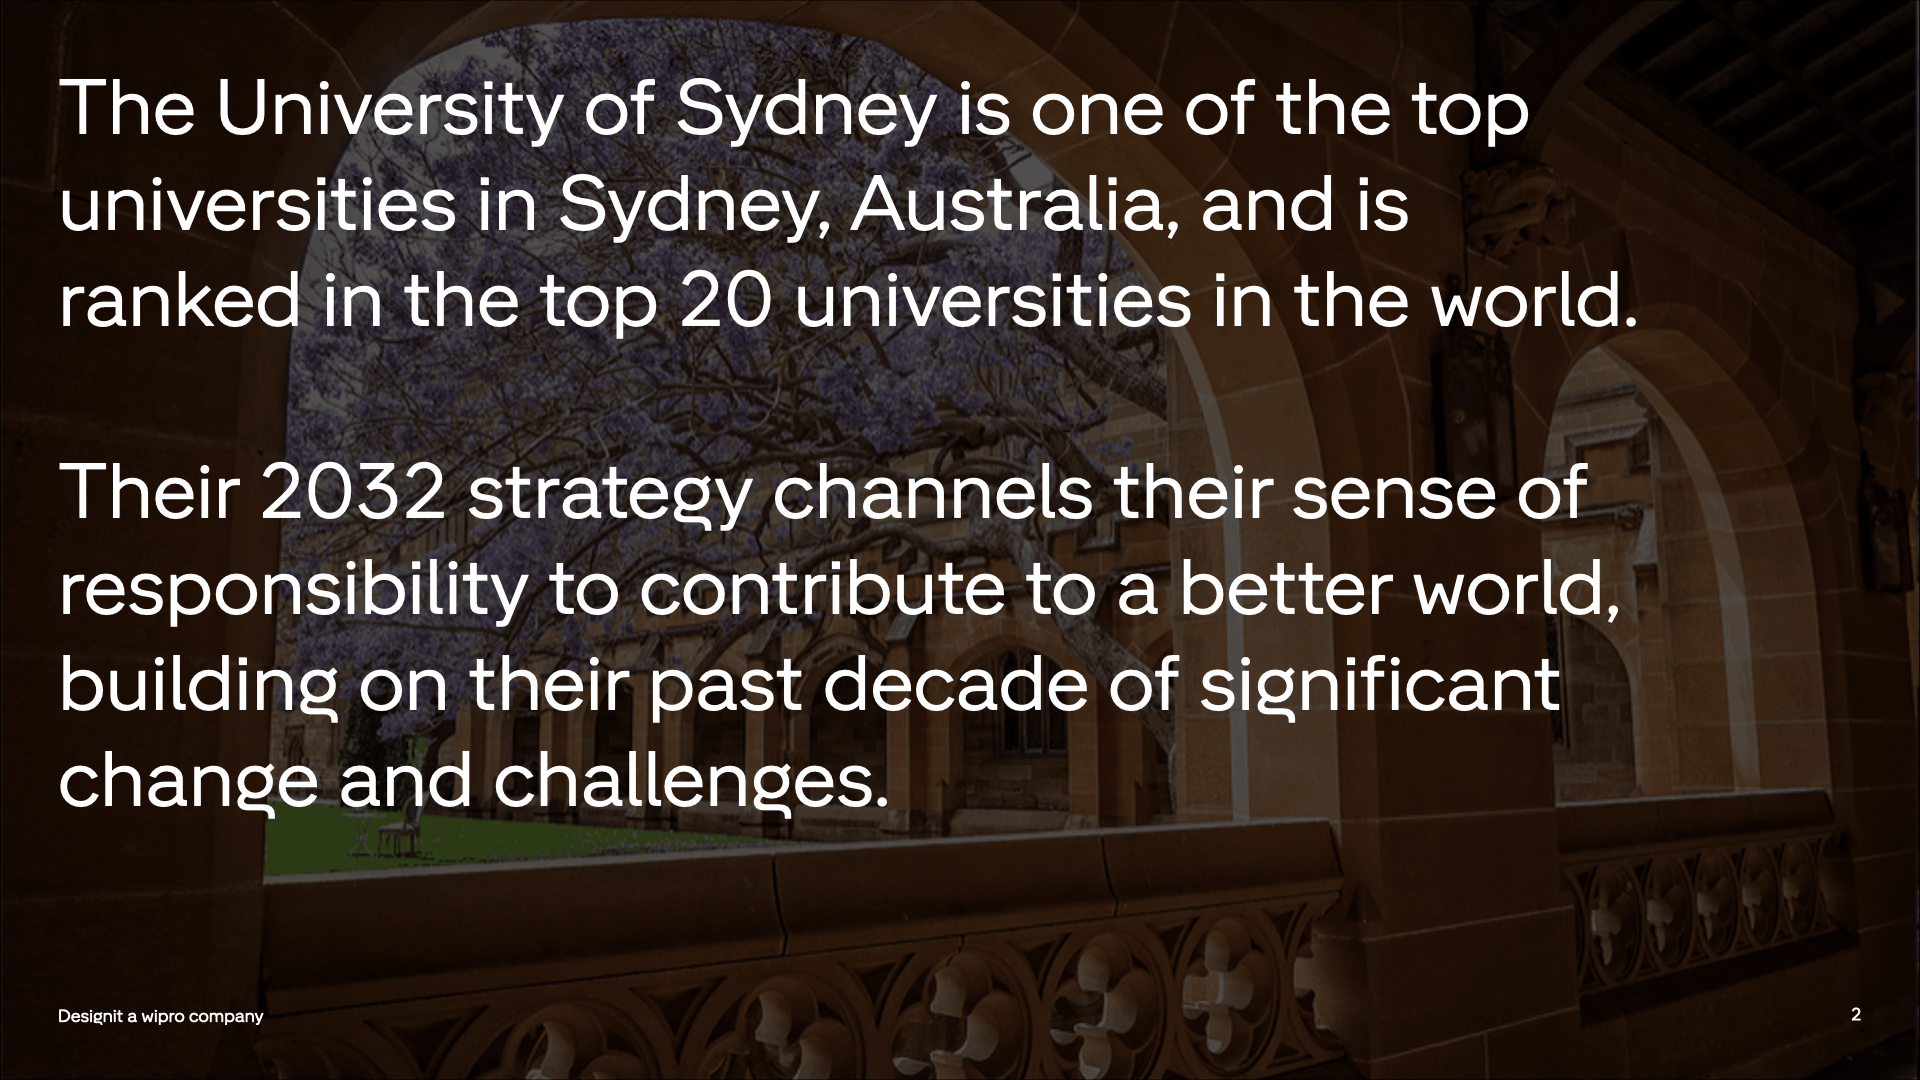 The University of Sydney is one of the top
universities in Sydney, Australia, and is
ranked in the top 20 universities in the world.
Their 2032 strategy channels their sense of
responsibility to contribute to a better world,
building on their past decade of significant
change and challenges.
Designit a wipro company
2